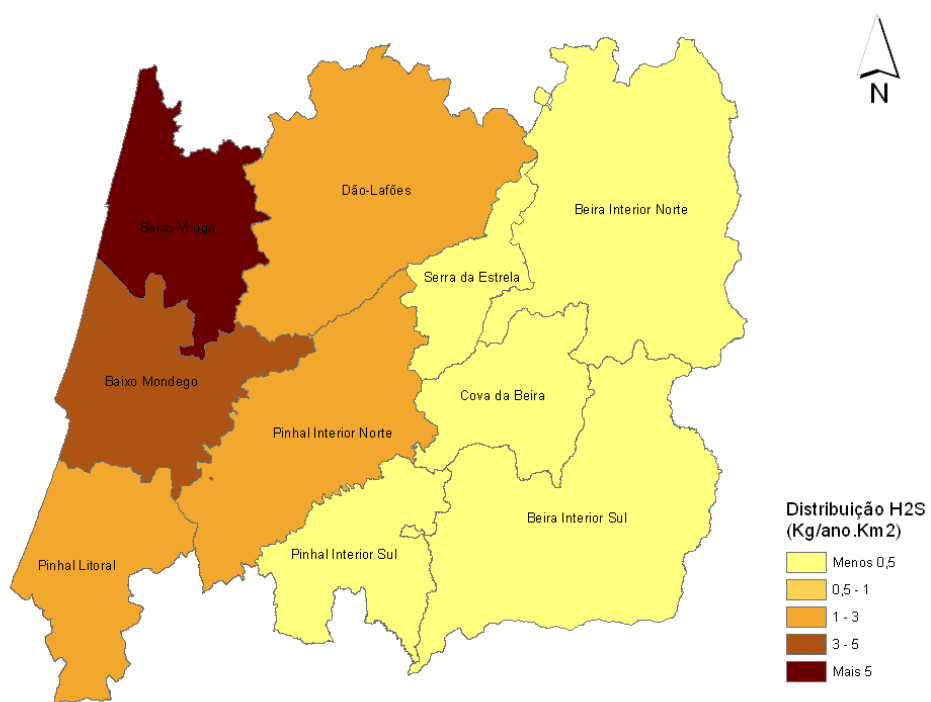 N
Dão-Lafões
Beira Interior Norte
Baixo Vouga
Serra da Estrela
Baixo Mondego
Cova da Beira
Pinhal Interior Norte
Beira Interior Sul
Pinhal Interior Sul
Pinhal Litoral
Distribuição H2S
(Kg/ano.Km2)
Menos 0,5
0,5 - 1
1 - 3
3 - 5
Mais 5